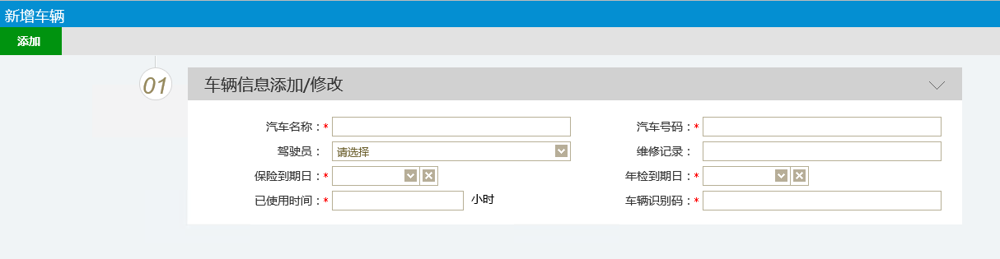 新增车辆
添加
01
车辆信息添加/修改
汽车名称：*
汽车号码：*
驾驶员： 请选择
维修记录：
保险到期日：*
年检到期日：*
已使用时间：* 小时
车辆识别码：*